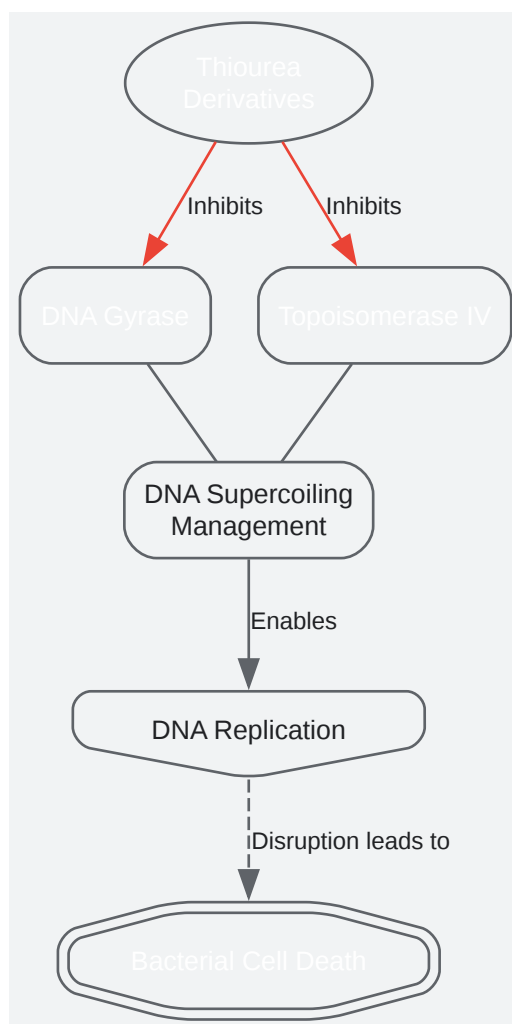 Thiourea
Derivatives
Inhibits
Inhibits
DNA Gyrase
Topoisomerase IV
DNA Supercoiling
Management
Enables
DNA Replication
Disruption leads to
Bacterial Cell Death